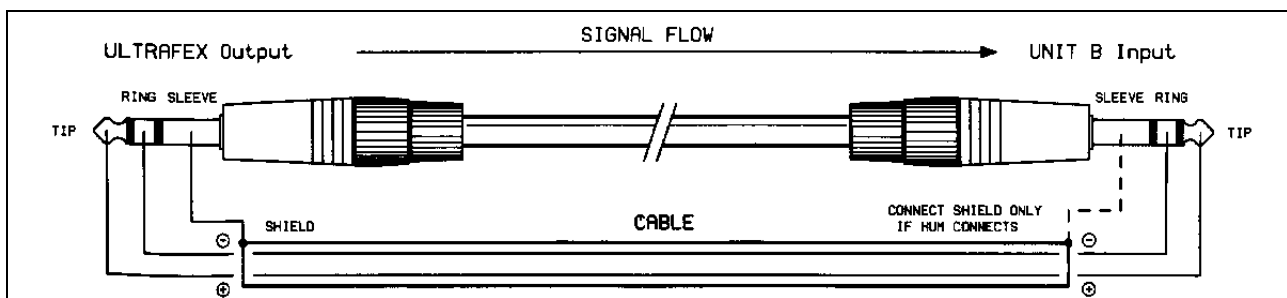 SIGNAL FLOW
ULTRAFEX Output
UNIT B Input
RING SLEEVE
SLEEVE RING
TIP
TIP
SHIELD
CABLE
CONNECT SHIELD ONLY
IF HUM CONNECTS
⊖
⊖
⊕
⊕